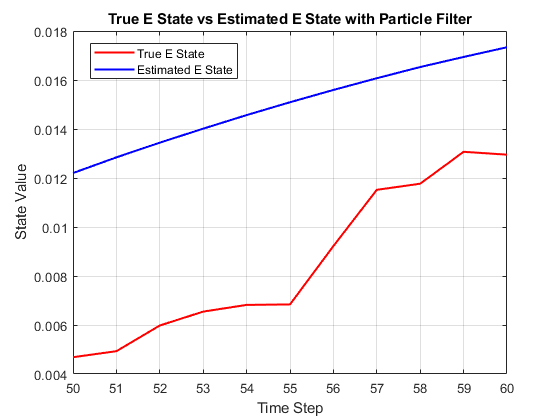 True E State vs Estimated E State with Particle Filter
True E State
Estimated E State
State Value
0.018
0.016
0.014
0.012
0.01
0.008
0.006
0.004
50 51 52 53 54 55 56 57 58 59 60
Time Step